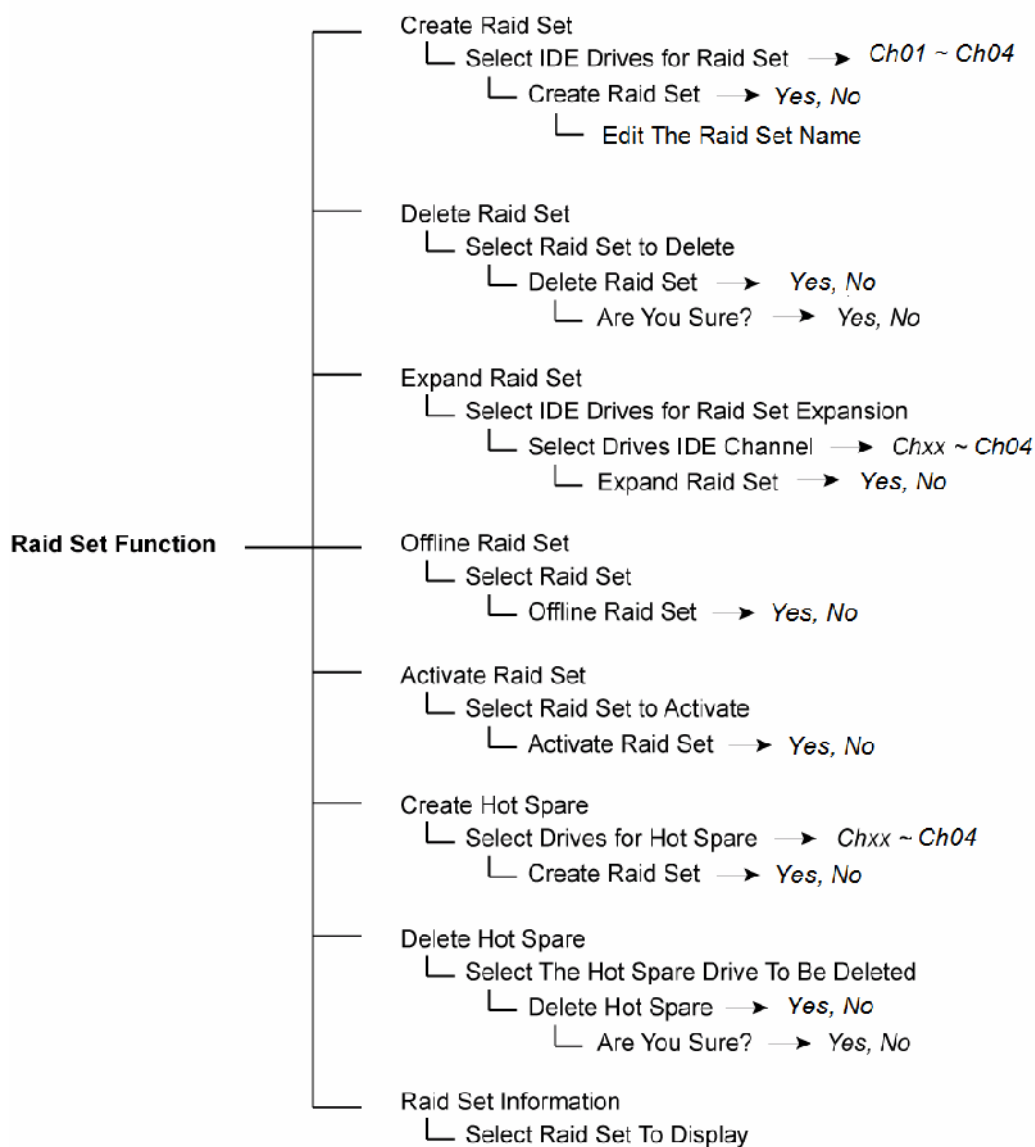 Create Raid Set
Select IDE Drives for Raid Set Ch01 ~ Ch04
Create Raid Set Yes, No
Edit The Raid Set Name
Delete Raid Set
Select Raid Set to Delete
Delete Raid Set Yes, No
Are You Sure? Yes, No
Expand Raid Set
Select IDE Drives for Raid Set Expansion
Select Drives IDE Channel Chxx ~ Ch04
Expand Raid Set Yes, No
Raid Set Function
Offline Raid Set
Select Raid Set
Offline Raid Set Yes, No
Activate Raid Set
Select Raid Set to Activate
Activate Raid Set Yes, No
Create Hot Spare
Select Drives for Hot Spare Chxx ~ Ch04
Create Raid Set Yes, No
Delete Hot Spare
Select The Hot Spare Drive To Be Deleted
Delete Hot Spare Yes, No
Are You Sure? Yes, No
Raid Set Information
Select Raid Set To Display